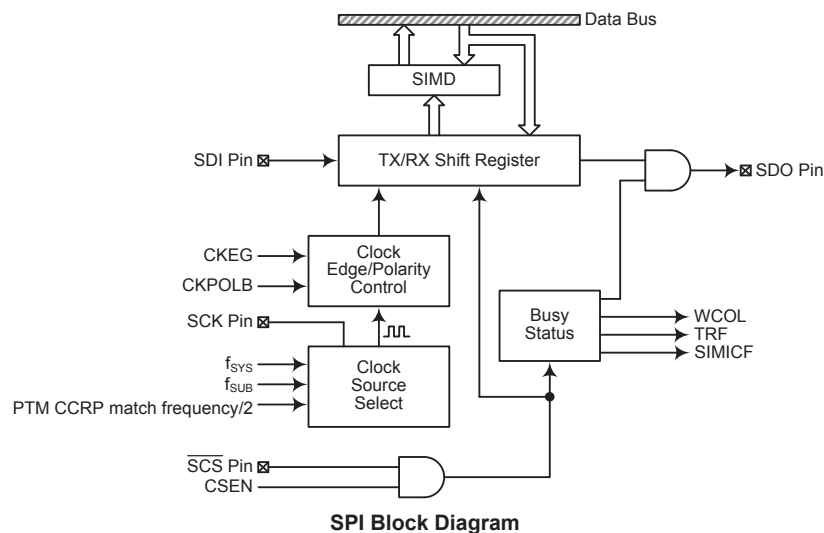 Data Bus
SIMD
SDI Pin
TX/RX Shift Register
SDO Pin
CKEG
CKPOLB
Clock
Edge/Polarity
Control
SCK Pin
Busy
Status
WCOL
TRF
SIMICF
fSYS
fSUB
PTM CCRP match frequency/2
Clock
Source
Select
SCS Pin
CSEN
SPI Block Diagram